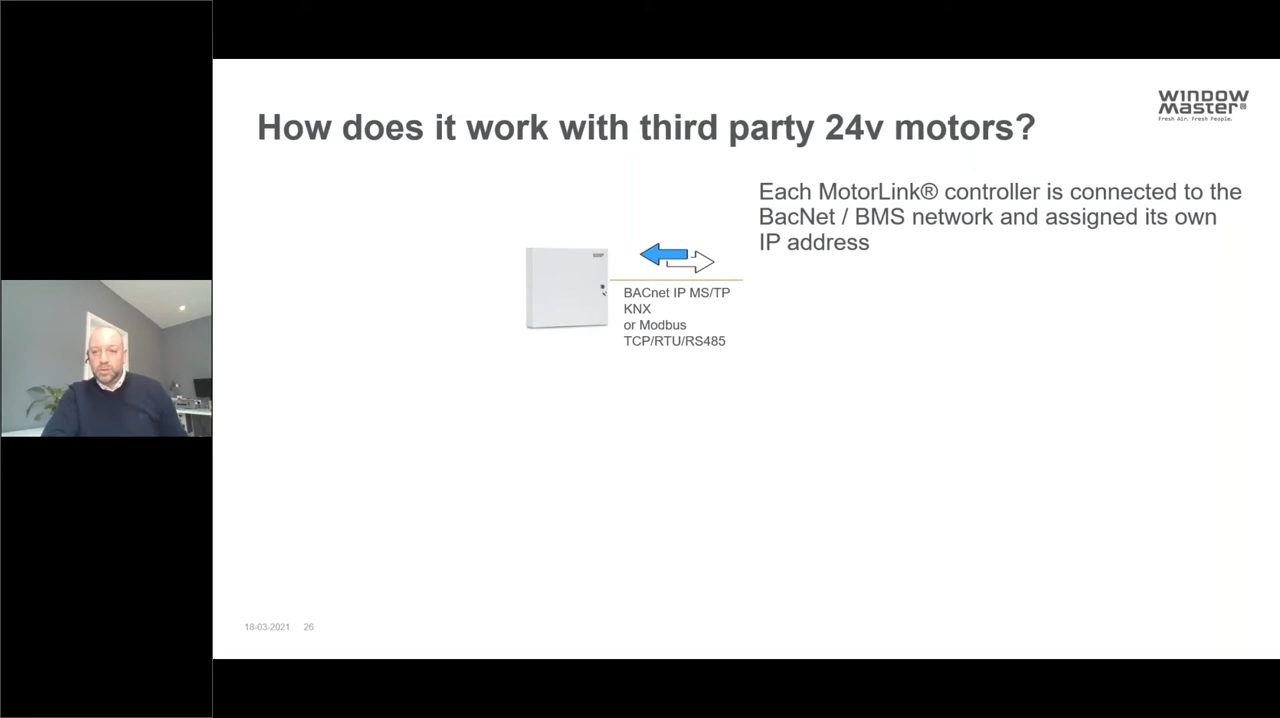 How does it work with third party 24v motors?
WINDOW
MASTER®
Fresh Air. Fresh People.
Each MotorLink® controller is connected to the
BacNet / BMS network and assigned its own
IP address
BACnet IP MS/TP
KNX
or Modbus
TCP/RTU/RS485
18-03-2021 26